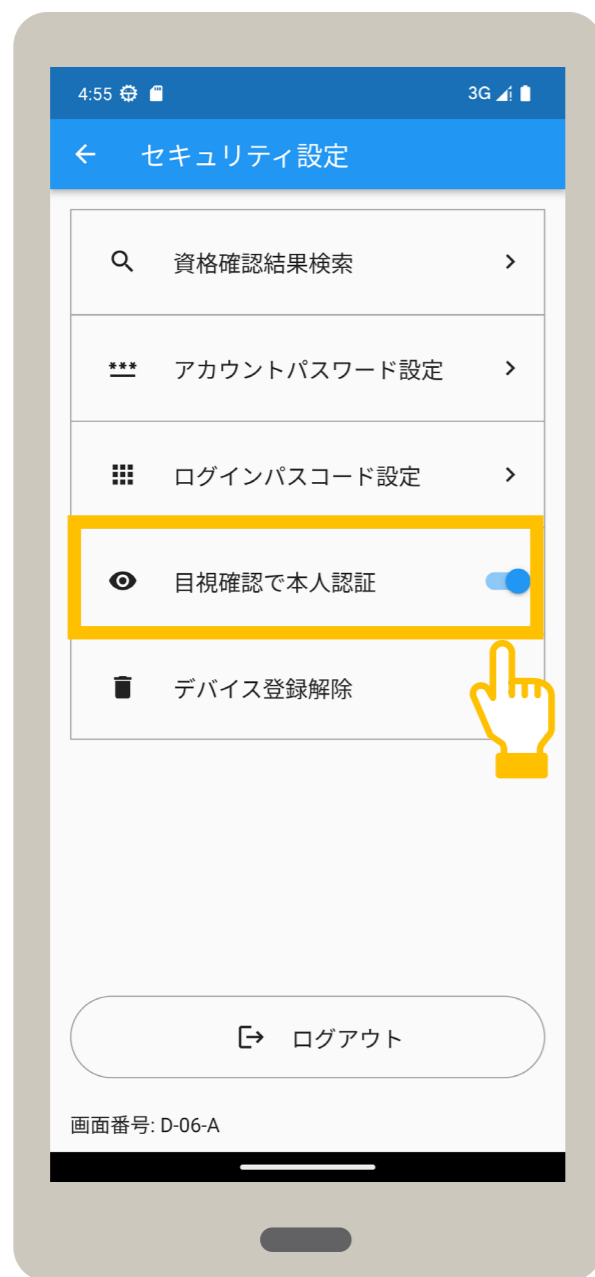 4:55 3G
セキュリティ設定
資格確認結果検索
アカウントパスワード設定
ログインパスコード設定
目視確認で本人認証
デバイス登録解除
ログアウト
画面番号: D-06-A